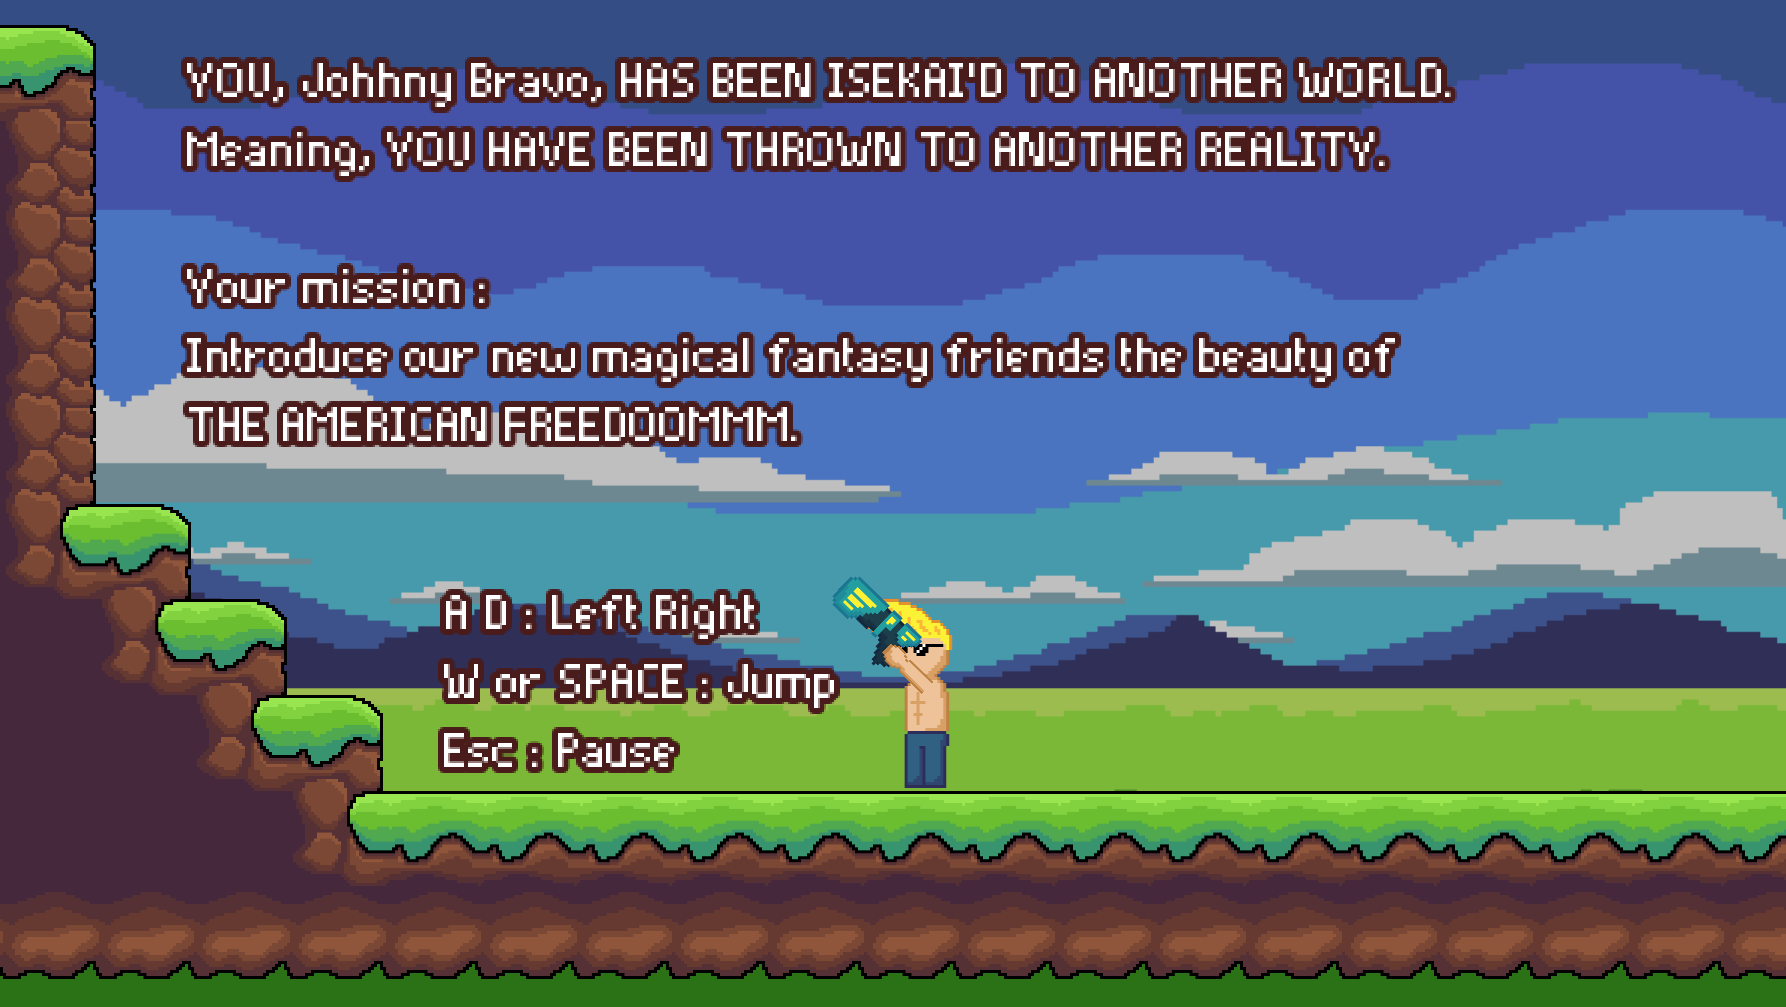 YOU, Johhny Bravo, HAS BEEN ISEKAI'D TO ANOTHER WORLD.
Meaning, YOU HAVE BEEN THROWN TO ANOTHER REALITY.
Your mission :
Introduce our new magical fantasy friends the beauty of
THE AMERICAN FREEDOOMMM.
A D : Left Right
W or SPACE : Jump
Esc : Pause